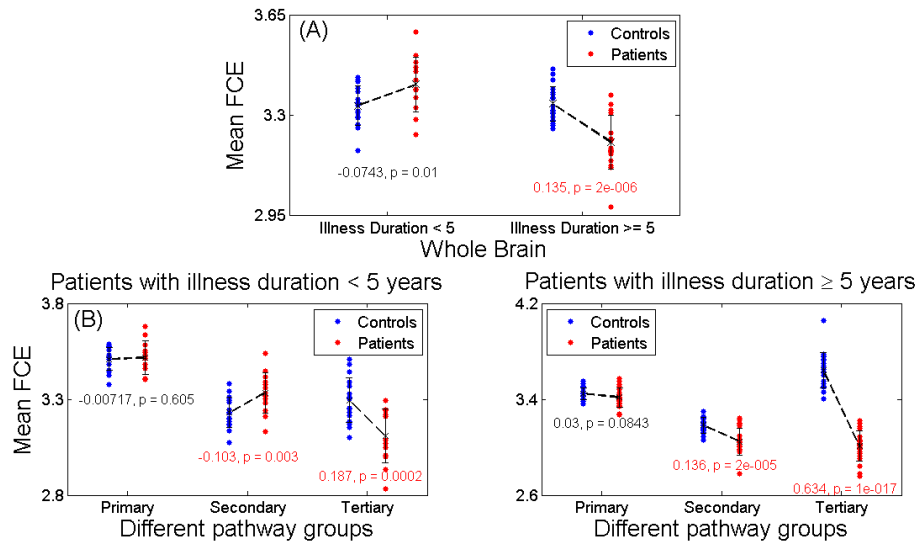 3.65
(A)
Controls
Patients
Mean FCE
3.3
-0.0743, p = 0.01
0.135, p = 2e-006
2.95
Illness Duration < 5
Illness Duration >= 5
Whole Brain
Patients with illness duration < 5 years
3.8
(B)
Controls
Patients
Mean FCE
3.3
-0.00717, p = 0.605
-0.103, p = 0.003
0.187, p = 0.0002
2.8
Primary
Secondary
Tertiary
Different pathway groups
Patients with illness duration ≥ 5 years
4.2
Controls
Patients
3.4
0.03, p = 0.0843
0.136, p = 2e-005
0.634, p = 1e-017
2.6
Primary
Secondary
Tertiary
Different pathway groups